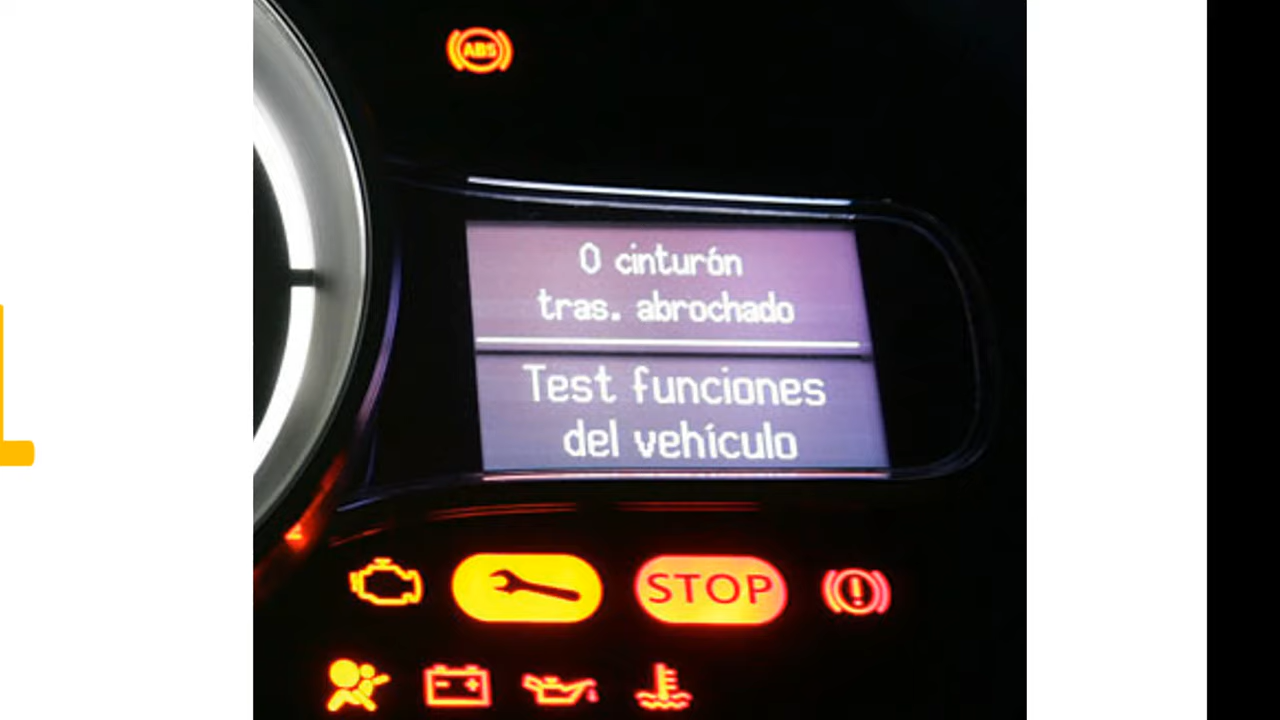 ABS
0 cinturón
tras. abrochado
Test funciones
del vehículo
STOP